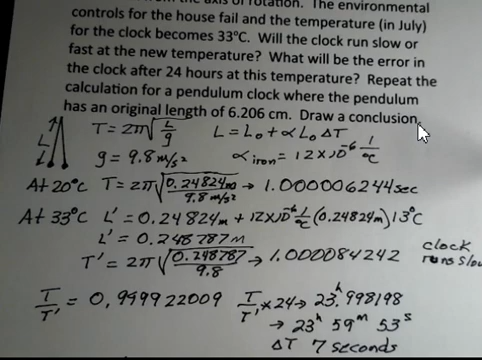 from the axis of rotation. The environmental
controls for the house fail and the temperature (in July)
for the clock becomes 33°C. Will the clock run slow or
fast at the new temperature? What will be the error in
the clock after 24 hours at this temperature? Repeat the
calculation for a pendulum clock where the pendulum
has an original length of 6.206 cm. Draw a conclusion.
L T = 2π√(L/g) L = L₀ + αL₀ΔT
g = 9.8 m/s² α iron = 12×10⁻⁶ 1/°C
At 20°C T = 2π√(0.24824m/9.8 m/s²) → 1.000006244 sec
At 33°C L' = 0.24824m + 12×10⁻⁶ 1/°C (0.24824m) 13°C
L' = 0.248787 m
T' = 2π√(0.248787/9.8) → 1.000084242 clock runs slow
T/T' = 0,999922009 T/T' × 24 → 23ʰ.998198
→ 23ʰ 59ᵐ 53ˢ
ΔT 7 seconds